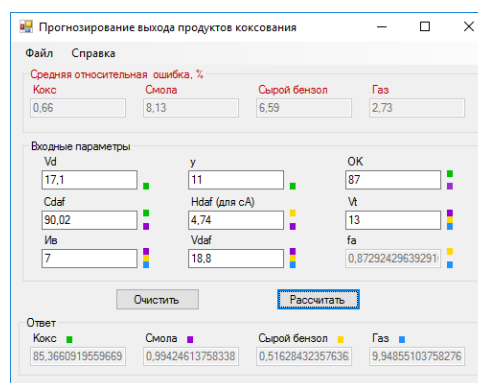 Прогнозирование выхода продуктов коксования
Файл Справка
Средняя относительная ошибка, %
Кокс Смола Сырой бензол Газ
0,66 8,13 6,59 2,73
Входные параметры
Vd y OK
17,1 11 87
Cdaf Hdaf (для cA) Vt
90,02 4,74 13
Ив Vdaf fa
7 18,8 0,8729242963929
Очистить Рассчитать
Ответ
Кокс Смола Сырой бензол Газ
85,3660919559669 0,99424613758338 0,51628432357636 9,94855103758276